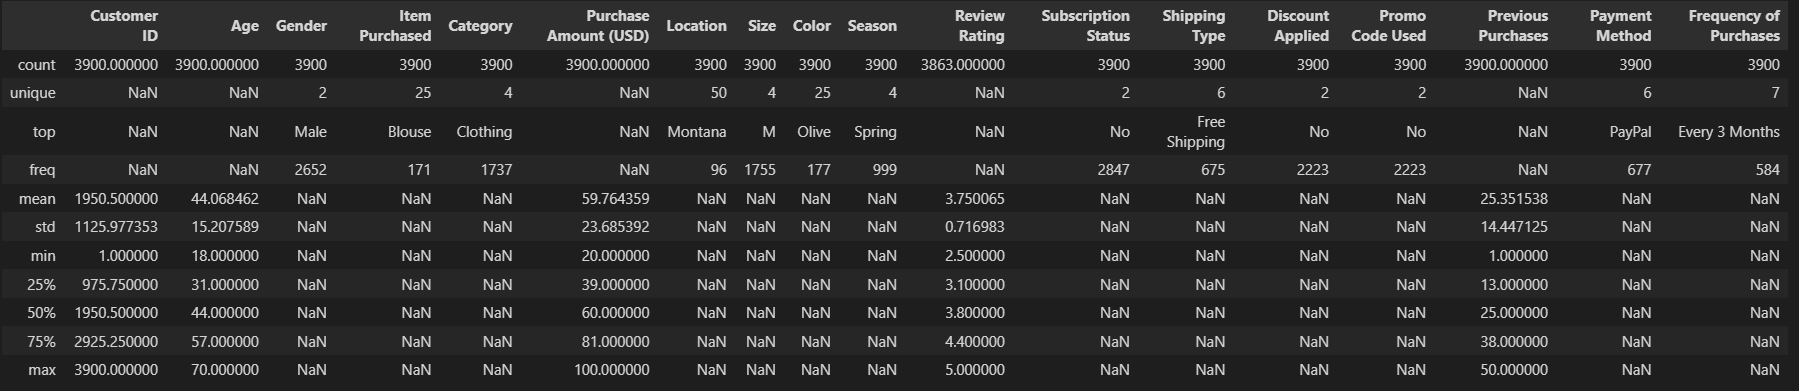 Customer ID Age Gender Item Purchased Category Purchase Amount (USD) Location Size Color Season Review Rating Subscription Status Shipping Type Discount Applied Promo Code Used Previous Purchases Payment Method Frequency of Purchases
count 3900.000000 3900.000000 3900 3900 3900 3900.000000 3900 3900 3900 3900 3863.000000 3900 3900 3900 3900 3900.000000 3900 3900
unique NaN NaN 2 25 4 NaN 50 4 25 4 NaN 2 6 2 2 NaN 6 7
top NaN NaN Male Blouse Clothing NaN Montana M Olive Spring NaN No Free Shipping No No NaN PayPal Every 3 Months
freq NaN NaN 2652 171 1737 NaN 96 1755 177 999 NaN 2847 675 2223 2223 NaN 677 584
mean 1950.500000 44.068462 NaN NaN NaN 59.764359 NaN NaN NaN NaN 3.750065 NaN NaN NaN NaN 25.351538 NaN NaN
std 1125.977353 15.207589 NaN NaN NaN 23.685392 NaN NaN NaN NaN 0.716983 NaN NaN NaN NaN 14.447125 NaN NaN
min 1.000000 18.000000 NaN NaN NaN 20.000000 NaN NaN NaN NaN 2.500000 NaN NaN NaN NaN 1.000000 NaN NaN
25% 975.750000 31.000000 NaN NaN NaN 39.000000 NaN NaN NaN NaN 3.100000 NaN NaN NaN NaN 13.000000 NaN NaN
50% 1950.500000 44.000000 NaN NaN NaN 60.000000 NaN NaN NaN NaN 3.800000 NaN NaN NaN NaN 25.000000 NaN NaN
75% 2925.250000 57.000000 NaN NaN NaN 81.000000 NaN NaN NaN NaN 4.400000 NaN NaN NaN NaN 38.000000 NaN NaN
max 3900.000000 70.000000 NaN NaN NaN 100.000000 NaN NaN NaN NaN 5.000000 NaN NaN NaN NaN 50.000000 NaN NaN